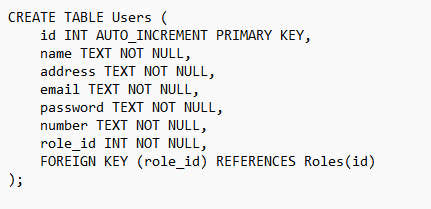 CREATE TABLE Users (
    id INT AUTO_INCREMENT PRIMARY KEY,
    name TEXT NOT NULL,
    address TEXT NOT NULL,
    email TEXT NOT NULL,
    password TEXT NOT NULL,
    number TEXT NOT NULL,
    role_id INT NOT NULL,
    FOREIGN KEY (role_id) REFERENCES Roles(id)
);